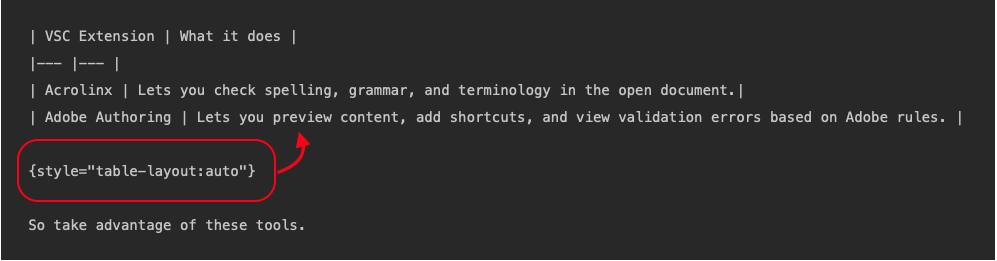 | VSC Extension | What it does |
|--- |--- |
| Acrolinx | Lets you check spelling, grammar, and terminology in the open document.|
| Adobe Authoring | Lets you preview content, add shortcuts, and view validation errors based on Adobe rules. |
{style="table-layout:auto"}
So take advantage of these tools.